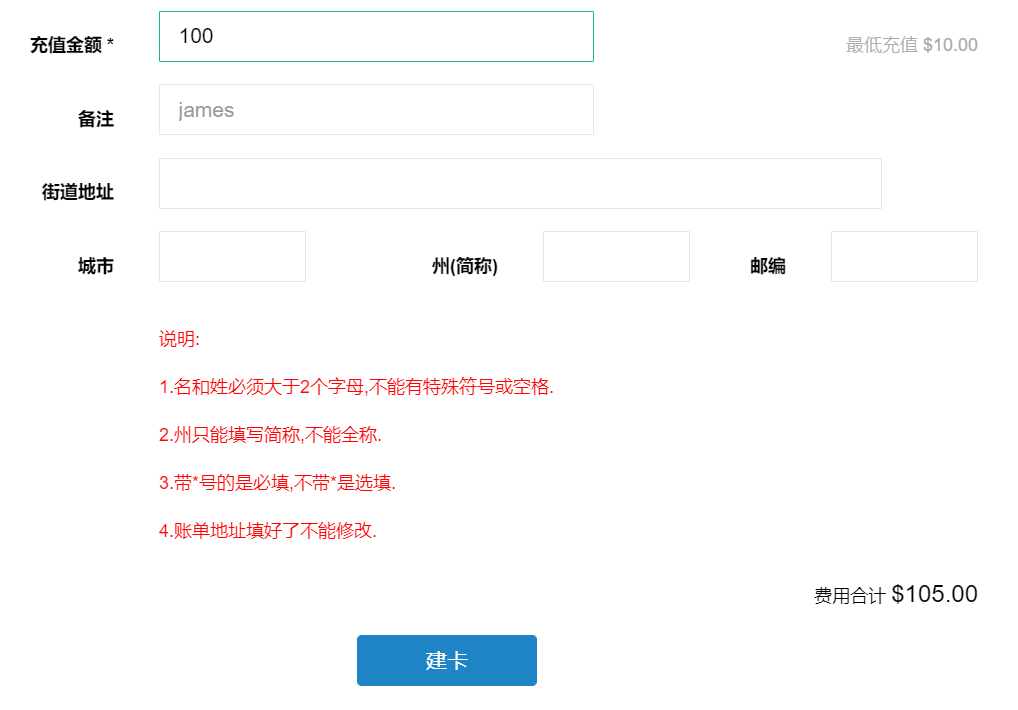 充值金额 * 100 最低充值 $10.00
备注 james
街道地址
城市 州(简称) 邮编
说明:
1.名和姓必须大于2个字母,不能有特殊符号或空格.
2.州只能填写简称,不能全称.
3.带*号的是必填,不带*是选填.
4.账单地址填好了不能修改.
费用合计 $105.00
建卡